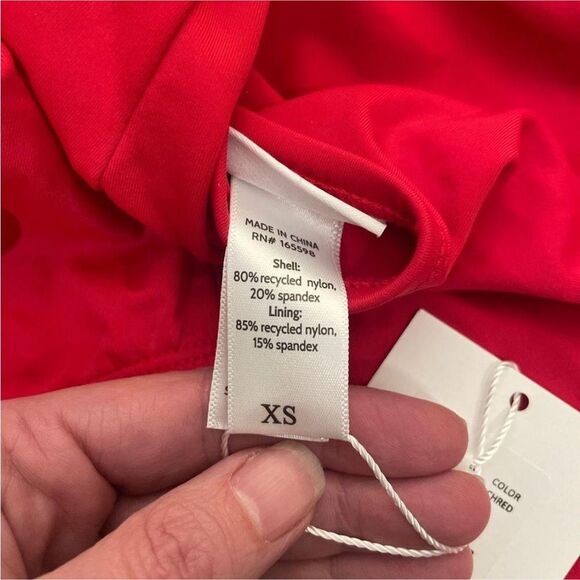 MADE IN CHINA
RN# 165598
Shell:
80% recycled nylon,
20% spandex
Lining:
85% recycled nylon,
15% spandex
XS
COLOR